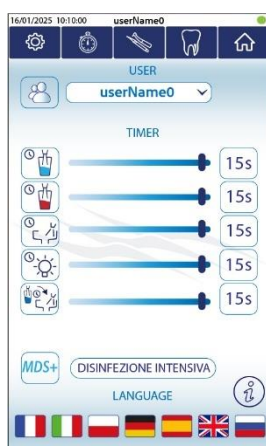 16/01/2025 10:10:00 userName0
USER
userName0
TIMER
15s
15s
15s
15s
15s
MDS+ DISINFEZIONE INTENSIVA
LANGUAGE
i